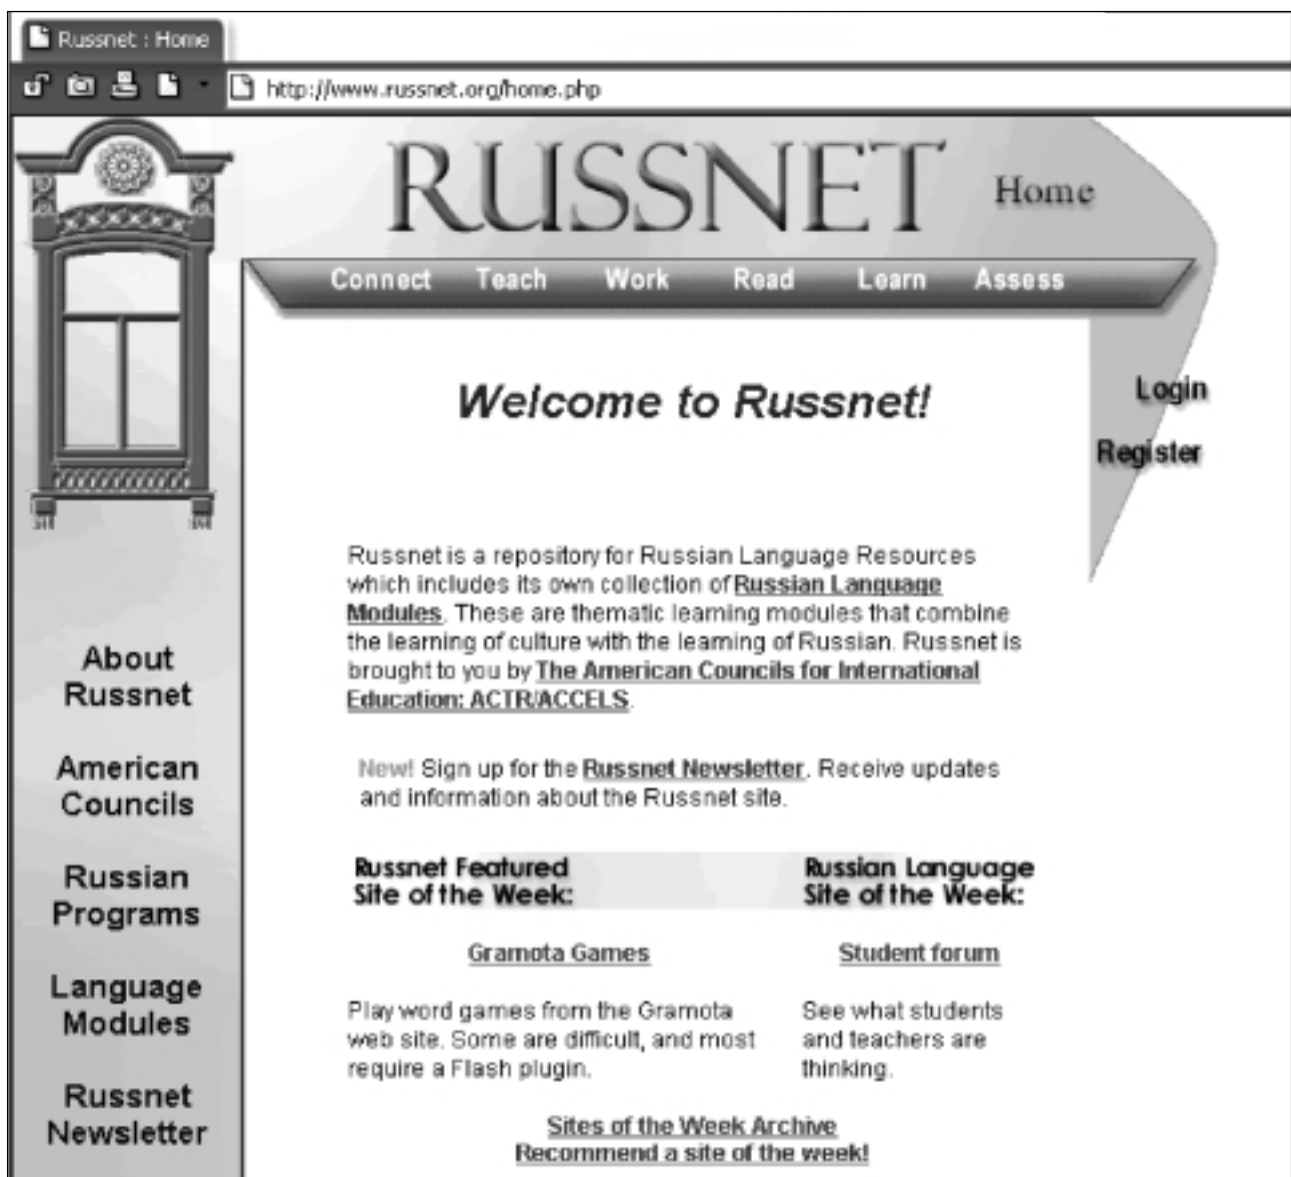 Russnet : Home
http://www.russnet.org/home.php
RUSSNET Home
Connect Teach Work Read Learn Assess
Login
Register
Welcome to Russnet!
Russnet is a repository for Russian Language Resources
which includes its own collection of Russian Language
Modules. These are thematic learning modules that combine
the learning of culture with the learning of Russian. Russnet is
brought to you by The American Councils for International
Education: ACTR/ACCELS.
New! Sign up for the Russnet Newsletter. Receive updates
and information about the Russnet site.
Russnet Featured
Site of the Week:
Gramota Games
Play word games from the Gramota
web site. Some are difficult, and most
require a Flash plugin.
Russian Language
Site of the Week:
Student forum
See what students
and teachers are
thinking.
Sites of the Week Archive
Recommend a site of the week!
About
Russnet
American
Councils
Russian
Programs
Language
Modules
Russnet
Newsletter